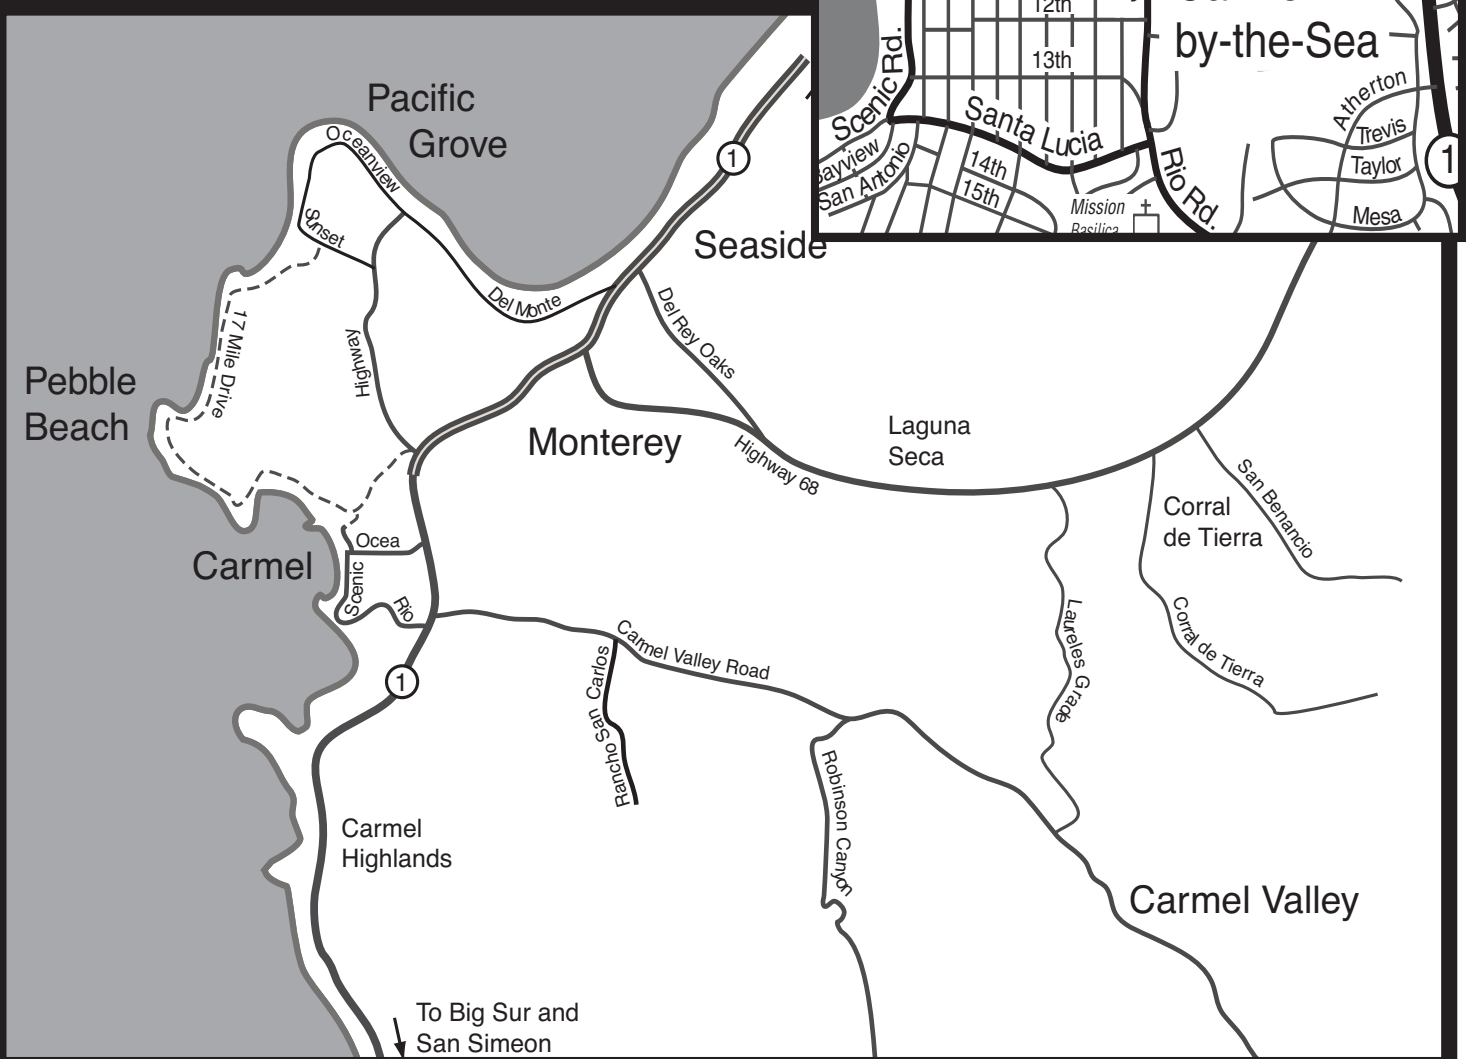 12th
by-the-Sea
13th
Scenic Rd.
Santa Lucia
Atherton
Trevis
Taylor
Mesa
1
San Antonio
14th
15th
Rio Rd.
Mission
Basilica
Pacific
Grove
Oceanview
Sunset
1
Seaside
Del Monte
Del Rey Oaks
17 Mile Drive
Highway
Pebble
Beach
Monterey
Highway 68
Laguna
Seca
San Benancio
Corral
de Tierra
Carmel
Ocea
Scenic
Rio
Carmel Valley Road
Laureles Grade
Corral de Tierra
1
Rancho San Carlos
Robinson Canyon
Carmel
Highlands
Carmel Valley
To Big Sur and
San Simeon